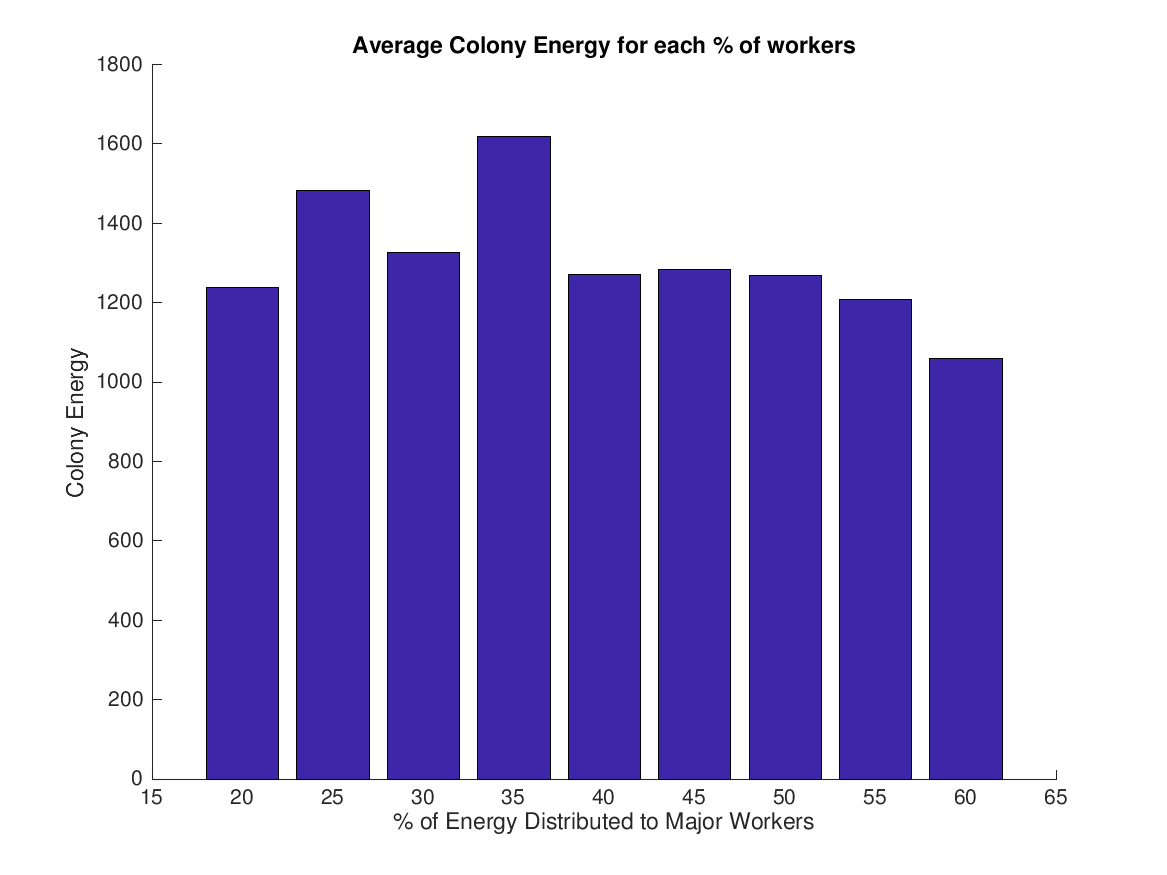 Average Colony Energy for each % of workers
1800
1600
1400
1200
1000
800
600
400
200
0
Colony Energy
15 20 25 30 35 40 45 50 55 60 65
% of Energy Distributed to Major Workers